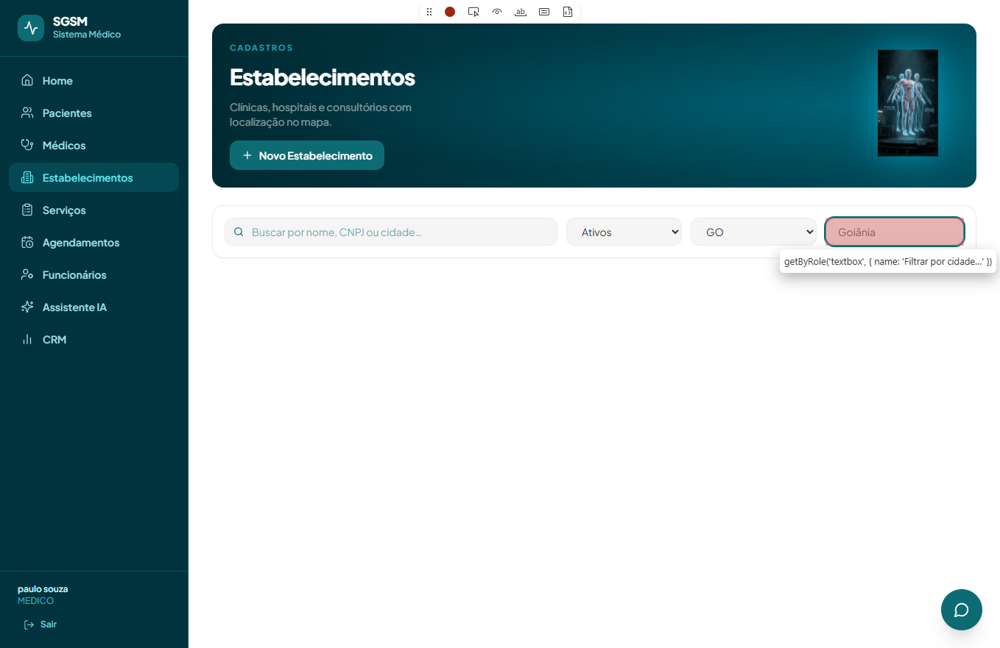 SGSM
Sistema Médico
Home
Pacientes
Médicos
Estabelecimentos
Serviços
Agendamentos
Funcionários
Assistente IA
CRM
paulo souza
MEDICO
Sair
ab
CADASTROS
Estabelecimentos
Clínicas, hospitais e consultórios com
localização no mapa.
Novo Estabelecimento
Buscar por nome, CNPJ ou cidade...
Ativos
GO
Goiânia
getByRole('textbox', { name: 'Filtrar por cidade...' })